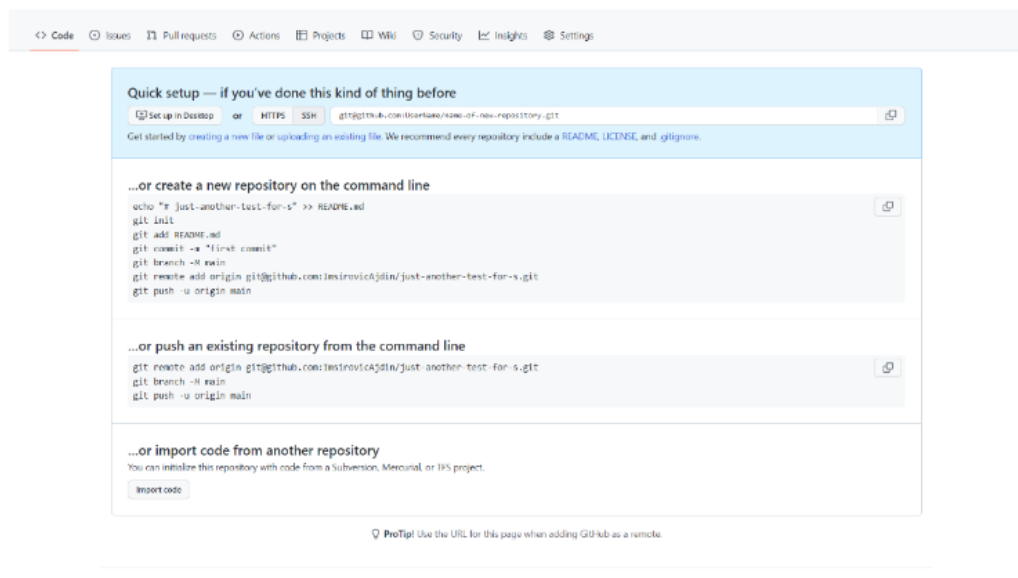 <> Code Issues Pull requests Actions Projects Wiki Security Insights Settings
Quick setup — if you've done this kind of thing before
Set up in Desktop or HTTPS SSH git@github.com:UserName/name-of-new-repository.git
Get started by creating a new file or uploading an existing file. We recommend every repository include a README, LICENSE, and .gitignore.
...or create a new repository on the command line
echo "# just-another-test-for-s" >> README.md
git init
git add README.md
git commit -m "first commit"
git branch -M main
git remote add origin git@github.com:ImsirovicAjdin/just-another-test-for-s.git
git push -u origin main
...or push an existing repository from the command line
git remote add origin git@github.com:ImsirovicAjdin/just-another-test-for-s.git
git branch -M main
git push -u origin main
...or import code from another repository
You can initialize this repository with code from a Subversion, Mercurial, or TFS project.
Import code
ProTip! Use the URL for this page when adding GitHub as a remote.